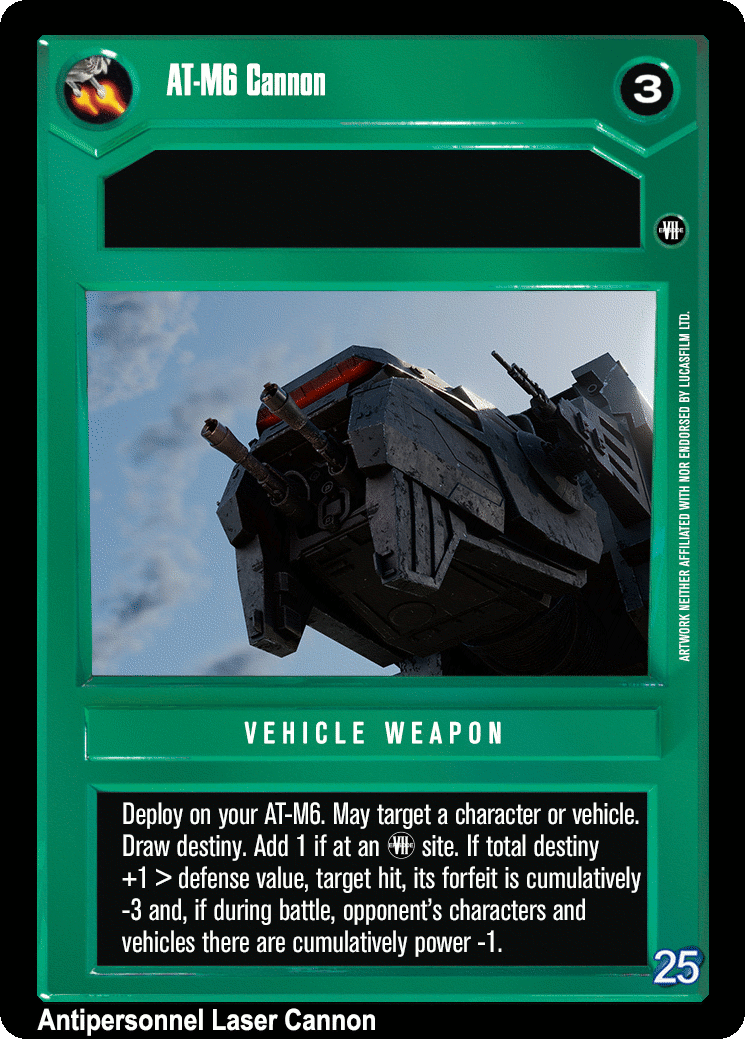 AT-M6 Cannon
3
EPISODE VII
ARTWORK NEITHER AFFILIATED WITH NOR ENDORSED BY LUCASFILM LTD.
VEHICLE WEAPON
Deploy on your AT-M6. May target a character or vehicle.
Draw destiny. Add 1 if at an EPISODE VII site. If total destiny
+1 > defense value, target hit, its forfeit is cumulatively
-3 and, if during battle, opponent's characters and
vehicles there are cumulatively power -1.
25
Antipersonnel Laser Cannon